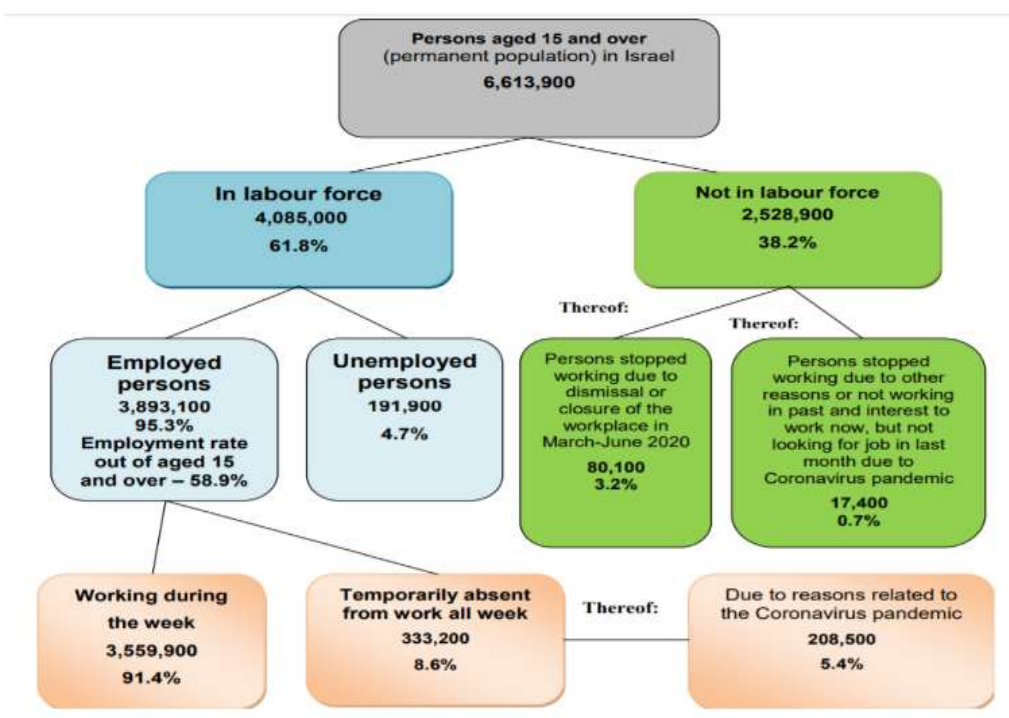 Persons aged 15 and over
(permanent population) in Israel
6,613,900
In labour force
4,085,000
61.8%
Not in labour force
2,528,900
38.2%
Thereof:
Thereof:
Employed
persons
3,893,100
95.3%
Employment rate
out of aged 15
and over – 58.9%
Unemployed
persons
191,900
4.7%
Persons stopped
working due to
dismissal or
closure of the
workplace in
March-June 2020
80,100
3.2%
Persons stopped
working due to other
reasons or not working
in past and interest to
work now, but not
looking for job in last
month due to
Coronavirus pandemic
17,400
0.7%
Working during
the week
3,559,900
91.4%
Temporarily absent
from work all week
333,200
8.6%
Thereof:
Due to reasons related to
the Coronavirus pandemic
208,500
5.4%